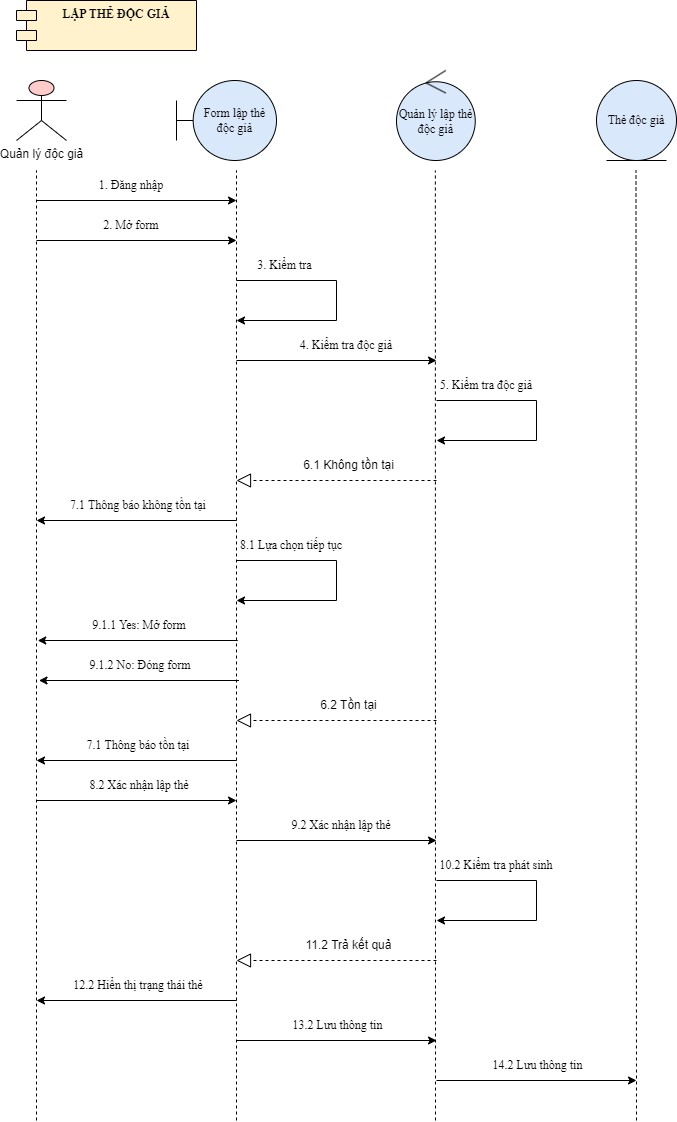 LẬP THẺ ĐỘC GIẢ
Quản lý độc giả
Form lập thẻ
độc giả
Quản lý lập thẻ
độc giả
Thẻ độc giả
1. Đăng nhập
2. Mở form
3. Kiểm tra
4. Kiểm tra độc giả
5. Kiểm tra độc giả
6.1 Không tồn tại
7.1 Thông báo không tồn tại
8.1 Lựa chọn tiếp tục
9.1.1 Yes: Mở form
9.1.2 No: Đóng form
6.2 Tồn tại
7.1 Thông báo tồn tại
8.2 Xác nhận lập thẻ
9.2 Xác nhận lập thẻ
10.2 Kiểm tra phát sinh
11.2 Trả kết quả
12.2 Hiển thị trạng thái thẻ
13.2 Lưu thông tin
14.2 Lưu thông tin